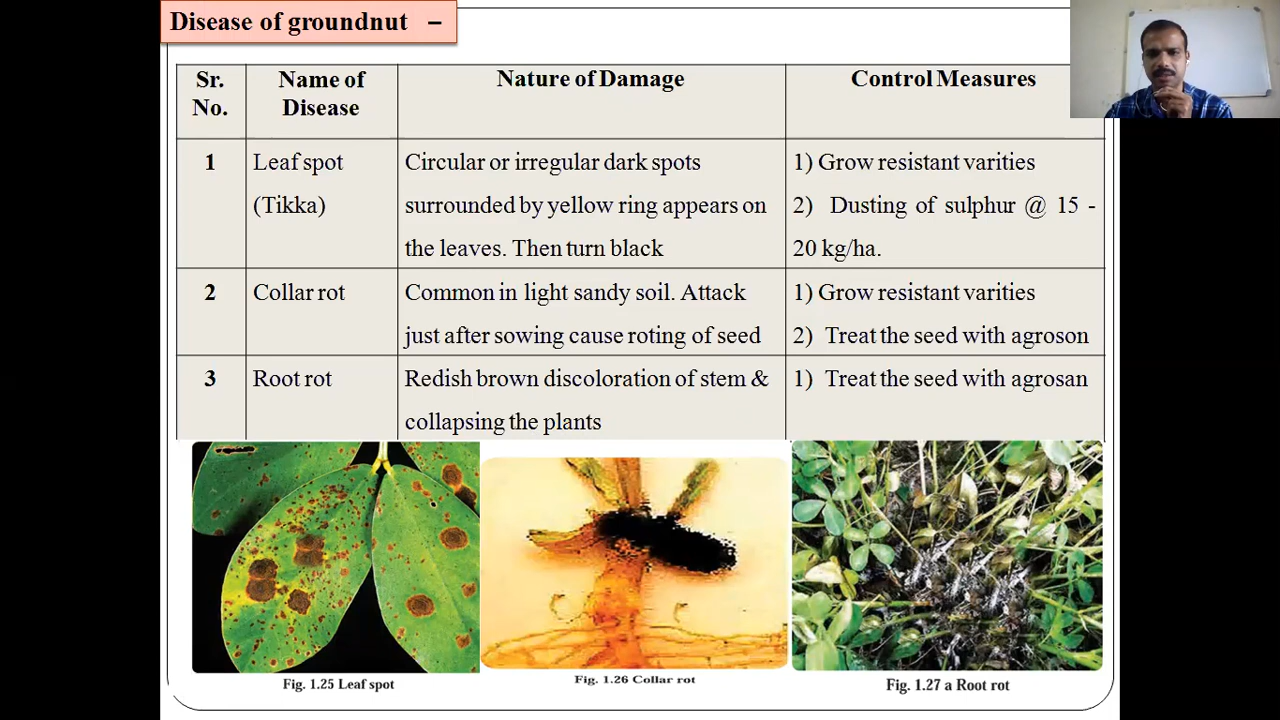 Disease of groundnut –
Sr. No.
Name of Disease
Nature of Damage
Control Measures
1
Leaf spot
(Tikka)
Circular or irregular dark spots
surrounded by yellow ring appears on
the leaves. Then turn black
1) Grow resistant varities
2) Dusting of sulphur @ 15 -
20 kg/ha.
2
Collar rot
Common in light sandy soil. Attack
just after sowing cause roting of seed
1) Grow resistant varities
2) Treat the seed with agroson
3
Root rot
Redish brown discoloration of stem &
collapsing the plants
1) Treat the seed with agrosan
Fig. 1.25 Leaf spot
Fig. 1.26 Collar rot
Fig. 1.27 a Root rot